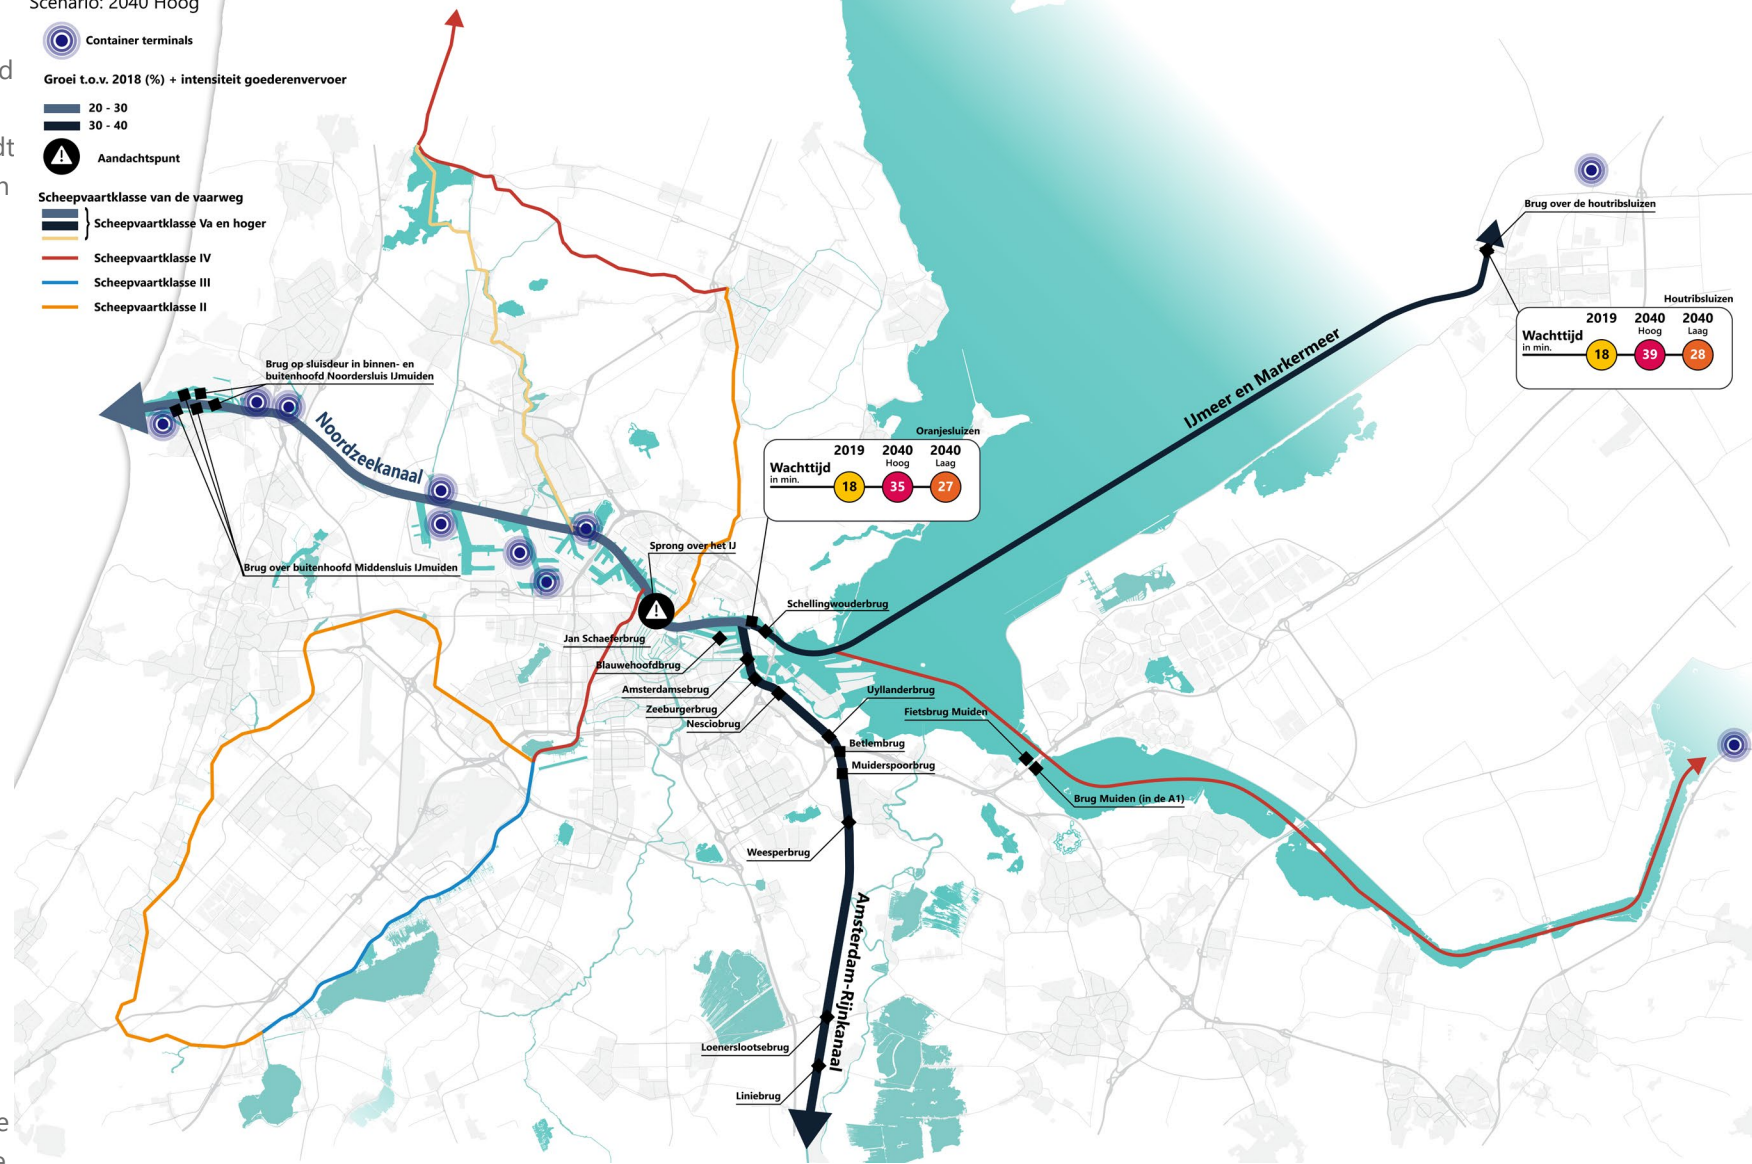 Scenario: 2040 Hoog
Container terminals
Groei t.o.v. 2018 (%) + intensiteit goederenvervoer
20 - 30
30 - 40
Aandachtspunt
Scheepvaartklasse van de vaarweg
Scheepvaartklasse Va en hoger
Scheepvaartklasse IV
Scheepvaartklasse III
Scheepvaartklasse II
d
dt
n
e
e
Brug over de houtribsluizen
Houtribsluizen
2019 2040 2040
Hoog Laag
Wachttijd
in min.
18 39 28
IJmeer en Markermeer
Brug op sluisdeur in binnen- en
buitenhoofd Noordersluis IJmuiden
Noordzeekanaal
Oranjesluizen
2019 2040 2040
Hoog Laag
Wachttijd
in min.
18 35 27
Sprong over het IJ
Brug over buitenhoofd Middensluis IJmuiden
Schellingwouderbrug
Jan Schaeferbrug
Blauwehoofdbrug
Amsterdamsebrug
Zeeburgerbrug
Nesciobrug
Uyllanderbrug
Fietsbrug Muiden
Betlembrug
Muiderspoorbrug
Brug Muiden (in de A1)
Weesperbrug
Amsterdam-Rijnkanaal
Loenerslootsebrug
Liniebrug